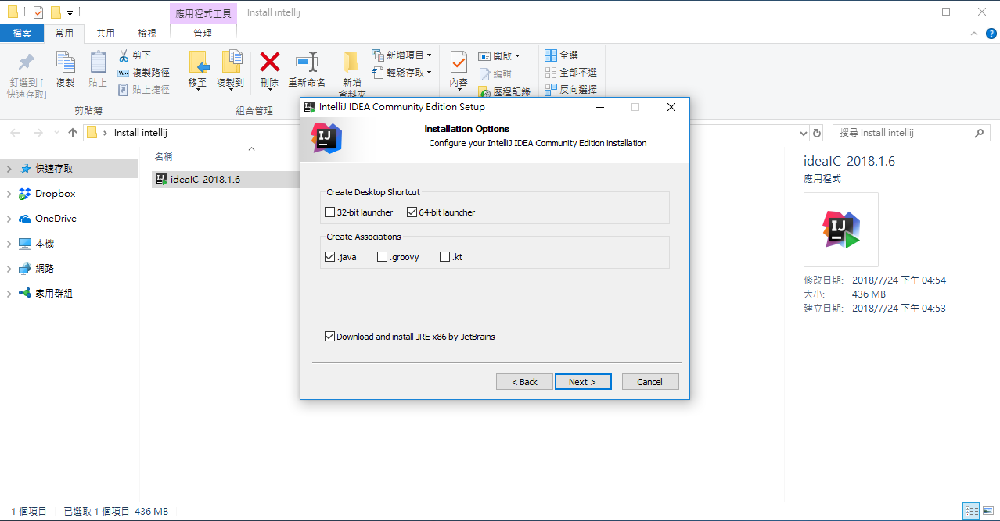 應用程式工具
Install intellij
檔案
常用
共用
檢視
管理
釘選到 [
快速存取]
複製
貼上
剪下
複製路徑
貼上捷徑
剪貼簿
移至
複製到
刪除
重新命名
組合管理
新增
資料夾
新增項目
輕鬆存取
內容
開啟
編輯
歷程記錄
全選
全部不選
反向選擇
Install intellij
搜尋 Install intellij
快速存取
Dropbox
OneDrive
本機
網路
家用群組
名稱
ideaIC-2018.1.6
IntelliJ IDEA Community Edition Setup
IJ
Installation Options
Configure your IntelliJ IDEA Community Edition installation
Create Desktop Shortcut
32-bit launcher
64-bit launcher
Create Associations
.java
.groovy
.kt
Download and install JRE x86 by JetBrains
< Back
Next >
Cancel
ideaIC-2018.1.6
應用程式
IJ
修改日期: 2018/7/24 下午 04:54
大小: 436 MB
建立日期: 2018/7/24 下午 04:53
1 個項目
已選取 1 個項目 436 MB